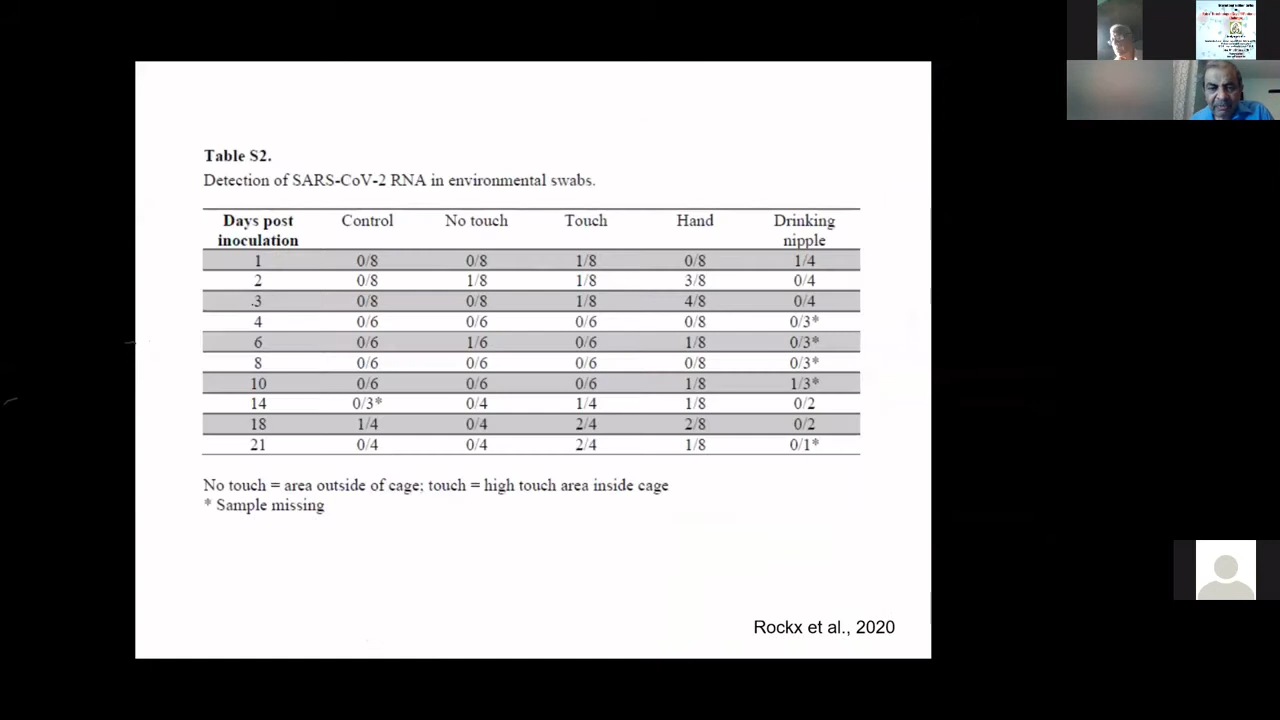 Table S2.
Detection of SARS-CoV-2 RNA in environmental swabs.
Days post inoculation Control No touch Touch Hand Drinking nipple
1 0/8 0/8 1/8 0/8 1/4
2 0/8 1/8 1/8 3/8 0/4
3 0/8 0/8 1/8 4/8 0/4
4 0/6 0/6 0/6 0/8 0/3*
6 0/6 1/6 0/6 1/8 0/3*
8 0/6 0/6 0/6 0/8 0/3*
10 0/6 0/6 0/6 1/8 1/3*
14 0/3* 0/4 1/4 1/8 0/2
18 1/4 0/4 2/4 2/8 0/2
21 0/4 0/4 2/4 1/8 0/1*
No touch = area outside of cage; touch = high touch area inside cage
* Sample missing
Rockx et al., 2020